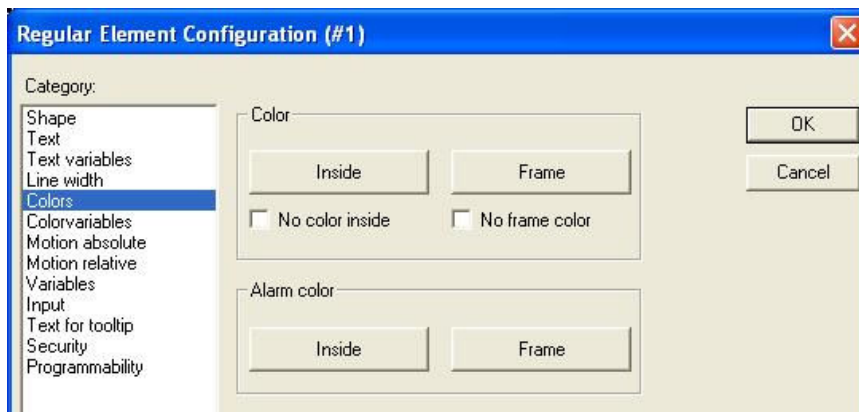 Regular Element Configuration (#1)
Category:
Shape
Text
Text variables
Line width
Colors
Colorvariables
Motion absolute
Motion relative
Variables
Input
Text for tooltip
Security
Programmability
Color
Inside
Frame
No color inside
No frame color
Alarm color
Inside
Frame
OK
Cancel